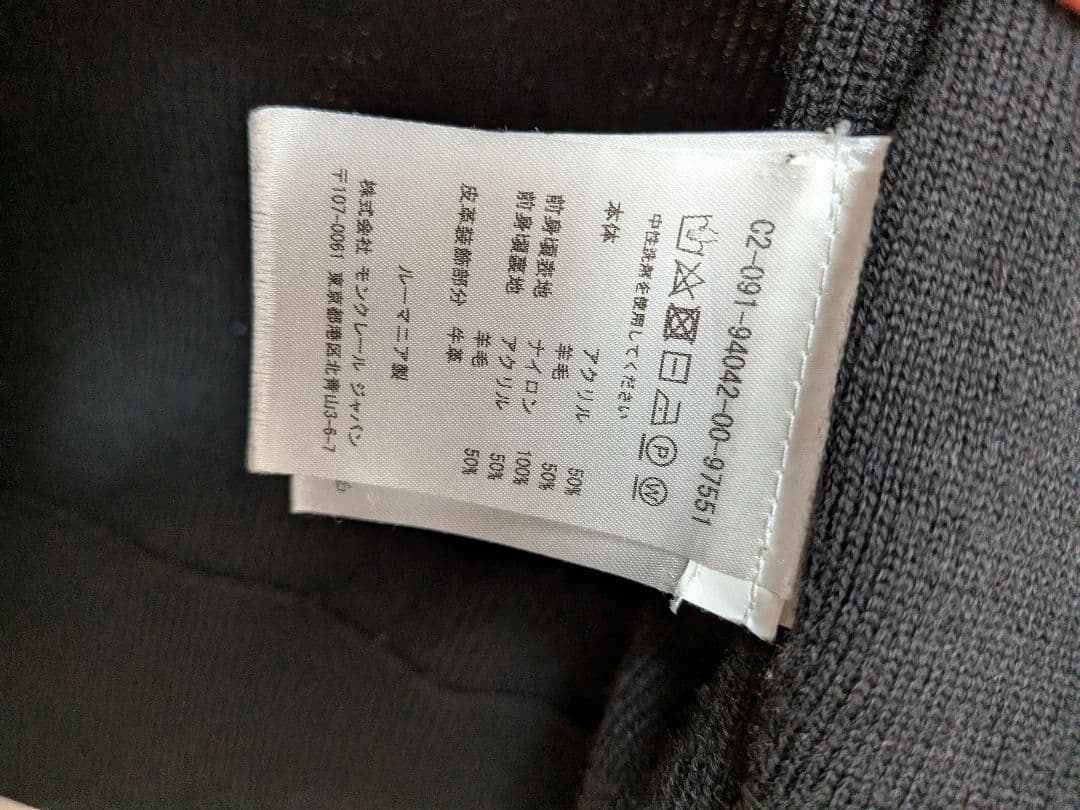 C2-091-94042-00-97551
P W
中性洗剤を使用してください
本体 アクリル 50%
羊毛 50%
前身頃表地 ナイロン 100%
前身頃裏地 アクリル 50%
羊毛 50%
皮革装飾部分 牛革
ルーマニア製
株式会社 モンクレール ジャパン
〒107-0061 東京都港区北青山3-6-7